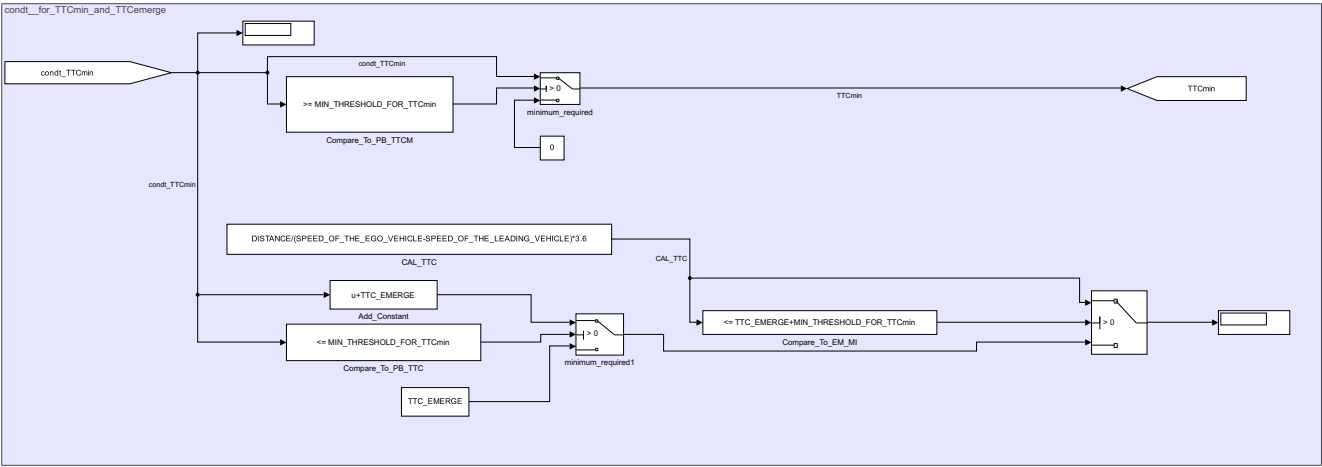 condt__for_TTCmin_and_TTCemerge
condt_TTCmin
condt_TTCmin
>= MIN_THRESHOLD_FOR_TTCmin
Compare_To_PB_TTCM
> 0
minimum_required
0
TTCmin
TTCmin
condt_TTCmin
DISTANCE/(SPEED_OF_THE_EGO_VEHICLE-SPEED_OF_THE_LEADING_VEHICLE)*3.6
CAL_TTC
CAL_TTC
u+TTC_EMERGE
Add_Constant
<= MIN_THRESHOLD_FOR_TTCmin
Compare_To_PB_TTC
> 0
minimum_required1
TTC_EMERGE
<= TTC_EMERGE+MIN_THRESHOLD_FOR_TTCmin
Compare_To_EM_MI
> 0